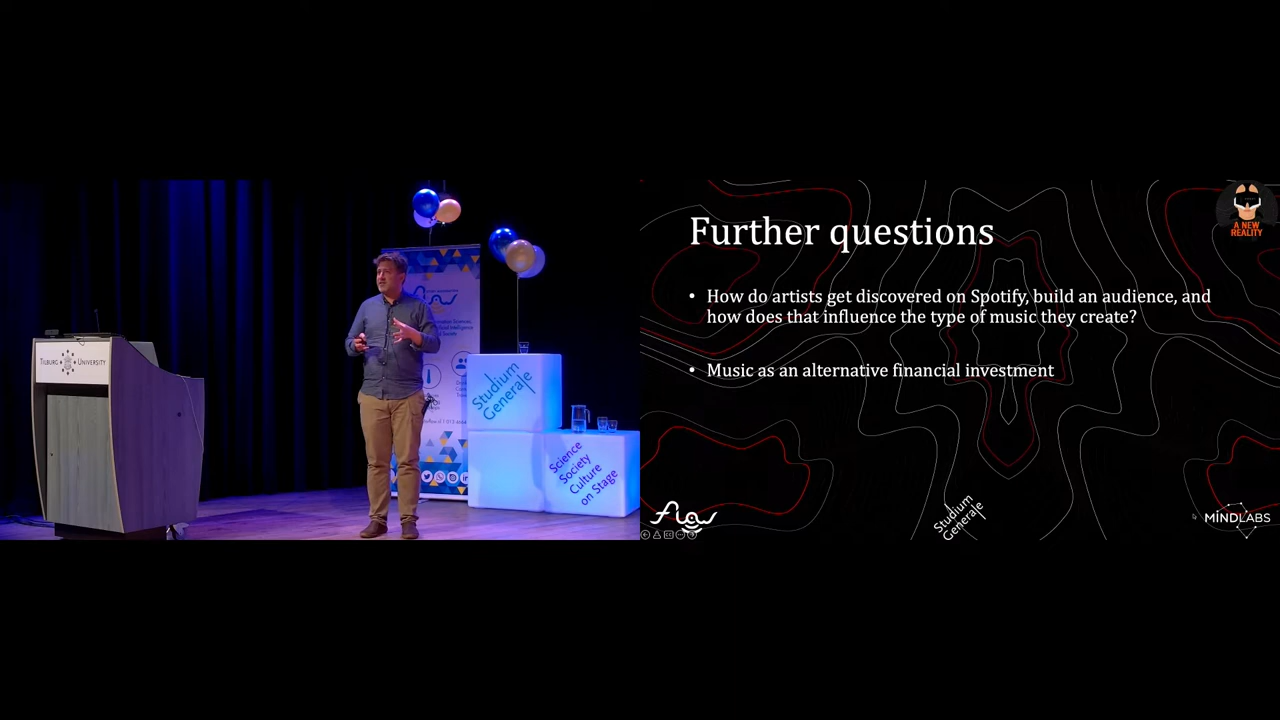 TILBURG UNIVERSITY
Studium
Generale
Science
Society
Culture
on Stage
A NEW
REALITY
Further questions
• How do artists get discovered on Spotify, build an audience, and
how does that influence the type of music they create?
• Music as an alternative financial investment
flow
Studium
Generale
MINDLABS